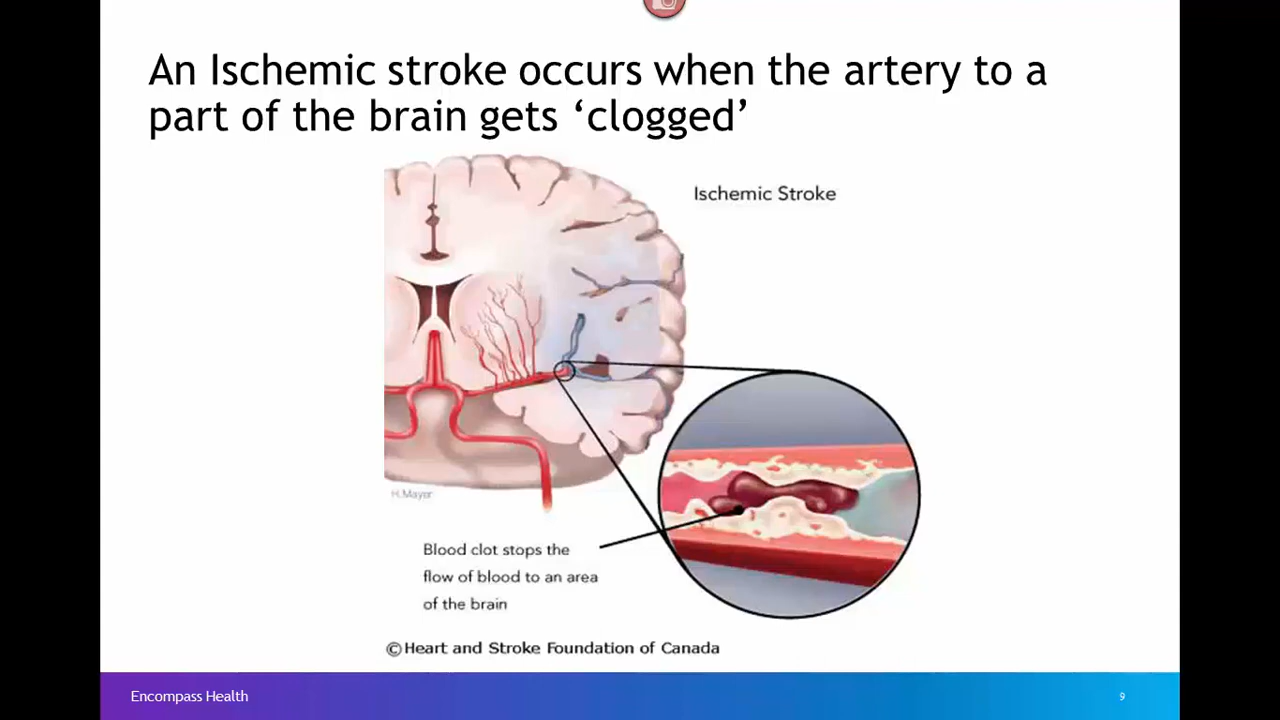 An Ischemic stroke occurs when the artery to a
part of the brain gets ‘clogged’
Ischemic Stroke
H.Mayer
Blood clot stops the
flow of blood to an area
of the brain
©Heart and Stroke Foundation of Canada
Encompass Health
9